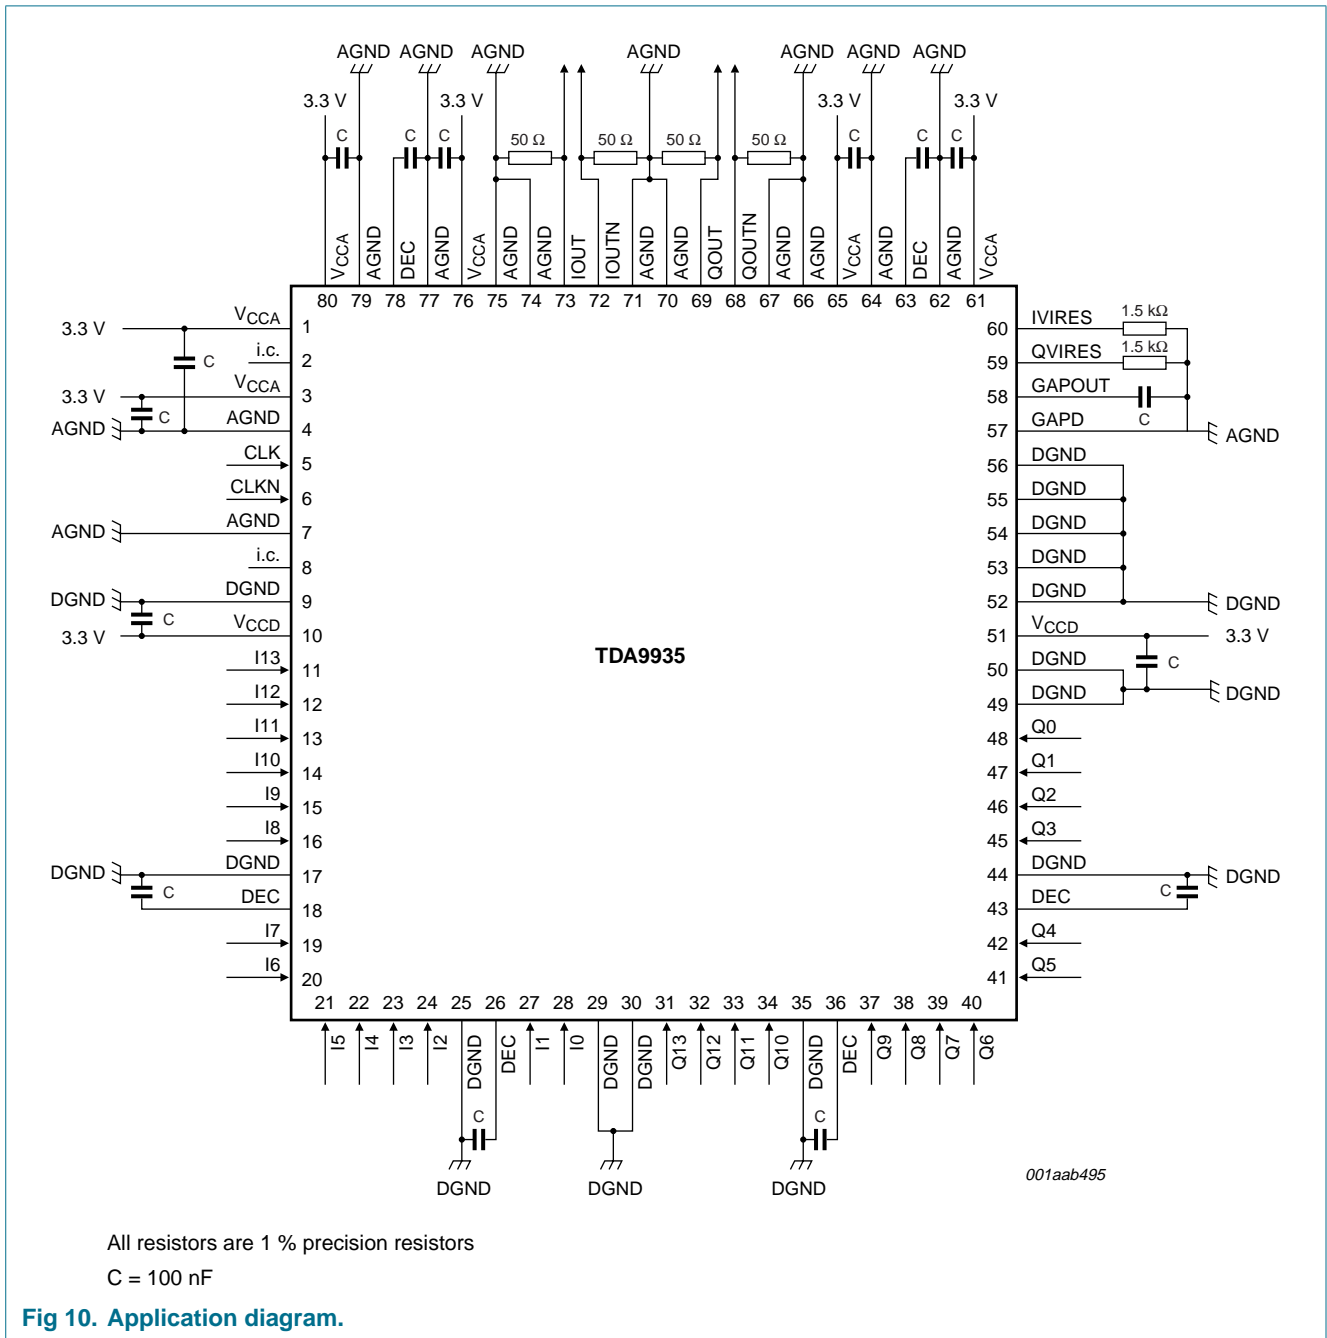 AGND AGND AGND AGND AGND AGND AGND
3.3 V 3.3 V 3.3 V 3.3 V
C C C 50 Ω 50 Ω 50 Ω 50 Ω C C C
VCCA AGND DEC AGND VCCA AGND AGND IOUT IOUTN AGND AGND QOUT QOUTN AGND AGND VCCA AGND DEC AGND VCCA
80 79 78 77 76 75 74 73 72 71 70 69 68 67 66 65 64 63 62 61
3.3 V VCCA 1
C
i.c. 2
3.3 V VCCA 3
C
AGND AGND 4
CLK 5
CLKN 6
AGND AGND 7
i.c. 8
DGND DGND 9
C
3.3 V VCCD 10
I13 11
I12 12
I11 13
I10 14
I9 15
I8 16
DGND DGND 17
C
DEC 18
I7 19
I6 20
TDA9935
60 IVIRES 1.5 kΩ
59 QVIRES 1.5 kΩ
58 GAPOUT
C
57 GAPD AGND
56 DGND
55 DGND
54 DGND
53 DGND
52 DGND DGND
51 VCCD 3.3 V
C
50 DGND
49 DGND DGND
48 Q0
47 Q1
46 Q2
45 Q3
44 DGND DGND
C
43 DEC
42 Q4
41 Q5
21 22 23 24 25 26 27 28 29 30 31 32 33 34 35 36 37 38 39 40
I5 I4 I3 I2 DGND DEC I1 I0 DGND DGND Q13 Q12 Q11 Q10 DGND DEC Q9 Q8 Q7 Q6
C C
DGND DGND DGND
001aab495
All resistors are 1 % precision resistors
C = 100 nF
Fig 10. Application diagram.